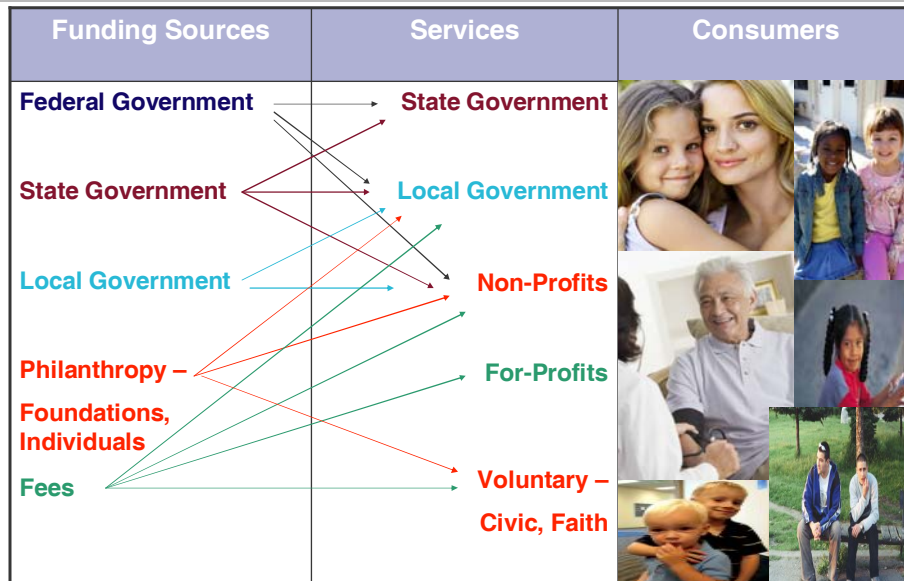 Funding Sources
Services
Consumers
Federal Government
State Government
State Government
Local Government
Local Government
Non-Profits
Philanthropy –
Foundations,
Individuals
For-Profits
Fees
Voluntary –
Civic, Faith